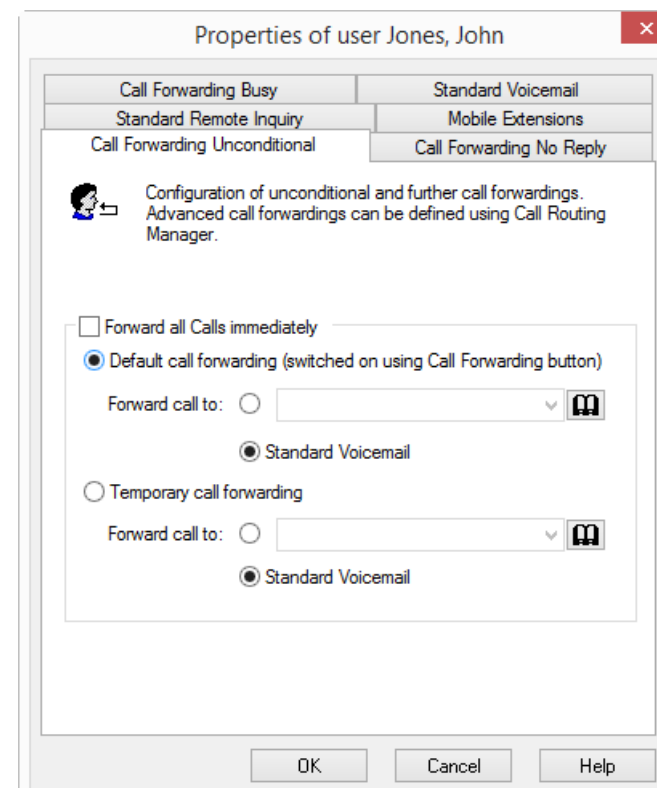 Properties of user Jones, John
Call Forwarding Busy
Standard Voicemail
Standard Remote Inquiry
Mobile Extensions
Call Forwarding Unconditional
Call Forwarding No Reply
Configuration of unconditional and further call forwardings.
Advanced call forwardings can be defined using Call Routing
Manager.
Forward all Calls immediately
Default call forwarding (switched on using Call Forwarding button)
Forward call to:
Standard Voicemail
Temporary call forwarding
Forward call to:
Standard Voicemail
OK
Cancel
Help